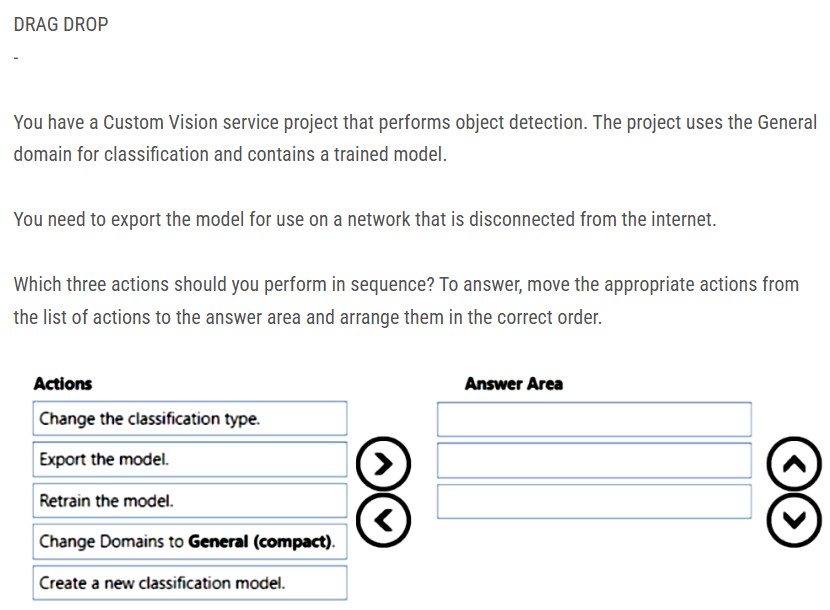 DRAG DROP
-
You have a Custom Vision service project that performs object detection. The project uses the General
domain for classification and contains a trained model.
You need to export the model for use on a network that is disconnected from the internet.
Which three actions should you perform in sequence? To answer, move the appropriate actions from
the list of actions to the answer area and arrange them in the correct order.
Actions
Answer Area
Change the classification type.
Export the model.
Retrain the model.
Change Domains to General (compact).
Create a new classification model.